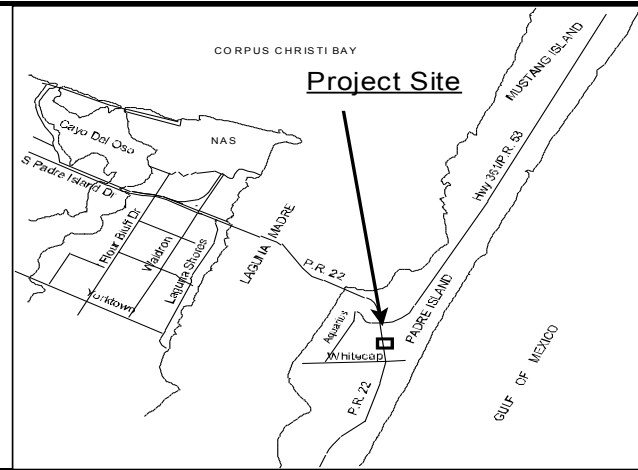 CORPUS CHRISTI BAY
Project Site
MUSTANG ISLAND
Cayo Del Oso
NAS
Hwy 361/P.R. 53
S Padre Island Dr
Flour Bluff Dr
Waldron
Laguna Shores
LAGUNA MADRE
P.R. 22
Yorktown
Aquarius
PADRE ISLAND
Whitecap
P.R. 22
GULF OF MEXICO